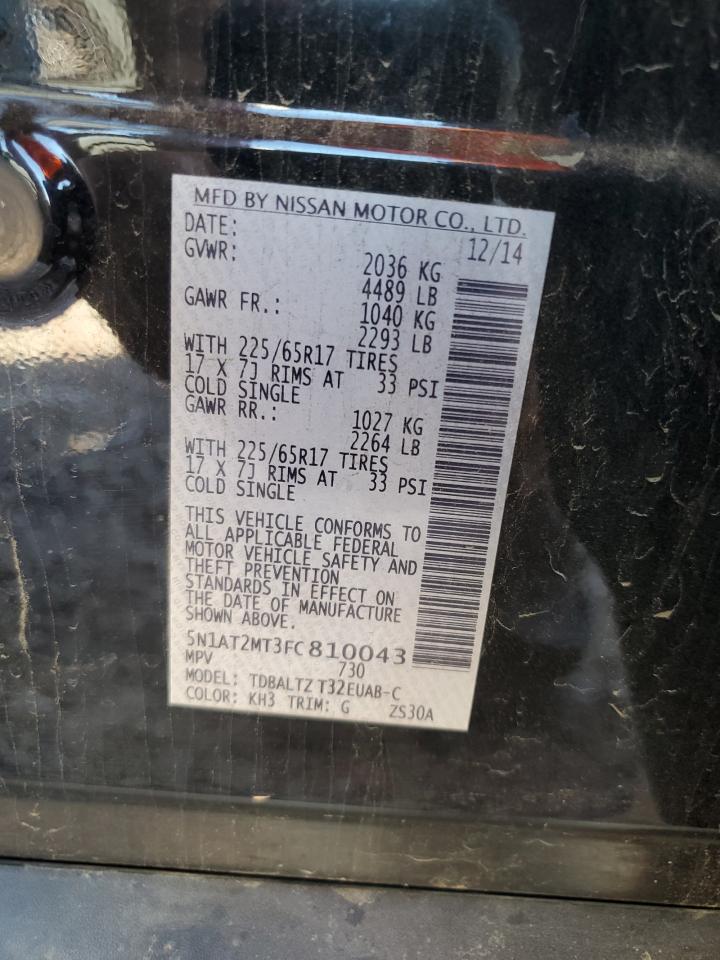 MFD BY NISSAN MOTOR CO., LTD.
DATE: 12/14
GVWR: 2036 KG
4489 LB
GAWR FR.: 1040 KG
2293 LB
WITH 225/65R17 TIRES
17 X 7J RIMS AT 33 PSI
COLD SINGLE
GAWR RR.: 1027 KG
2264 LB
WITH 225/65R17 TIRES
17 X 7J RIMS AT 33 PSI
COLD SINGLE
THIS VEHICLE CONFORMS TO
ALL APPLICABLE FEDERAL
MOTOR VEHICLE SAFETY AND
THEFT PREVENTION
STANDARDS IN EFFECT ON
THE DATE OF MANUFACTURE
SHOWN ABOVE.
5N1AT2MT3FC810043
MPV 730
MODEL: TDBALTZ T32EUAB-C
COLOR: KH3 TRIM: G ZS30A